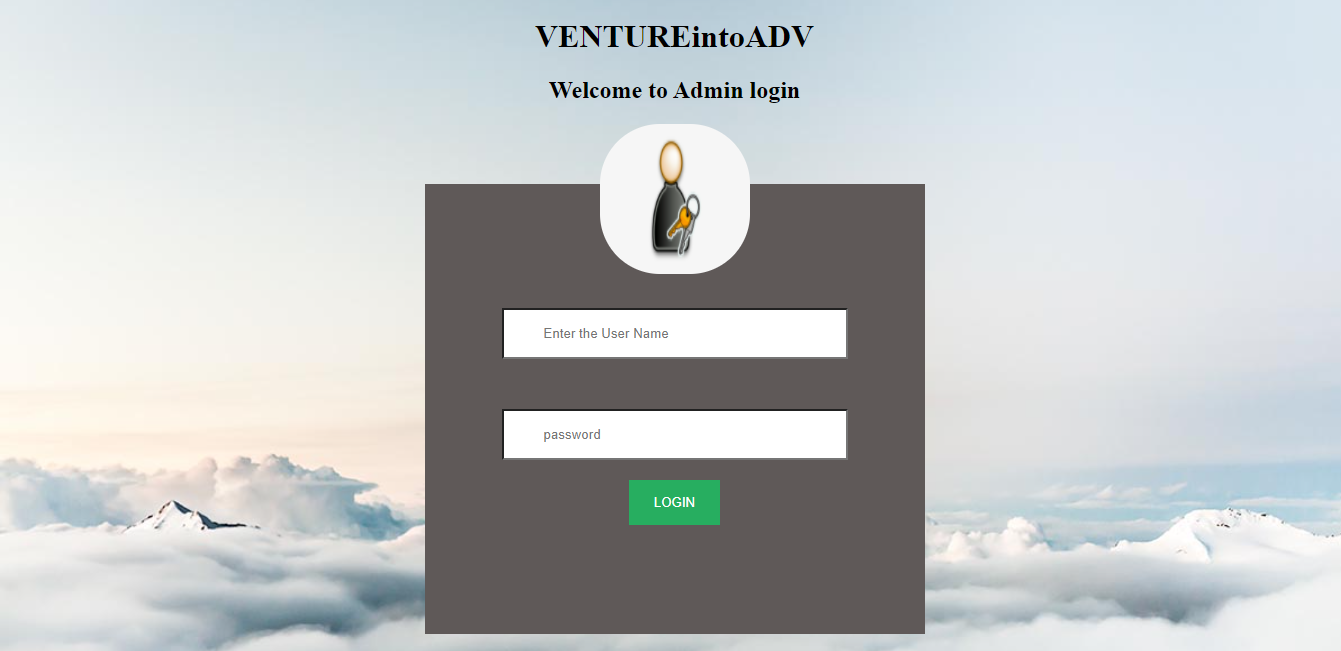 VENTUREintoADV
Welcome to Admin login
Enter the User Name
password
LOGIN